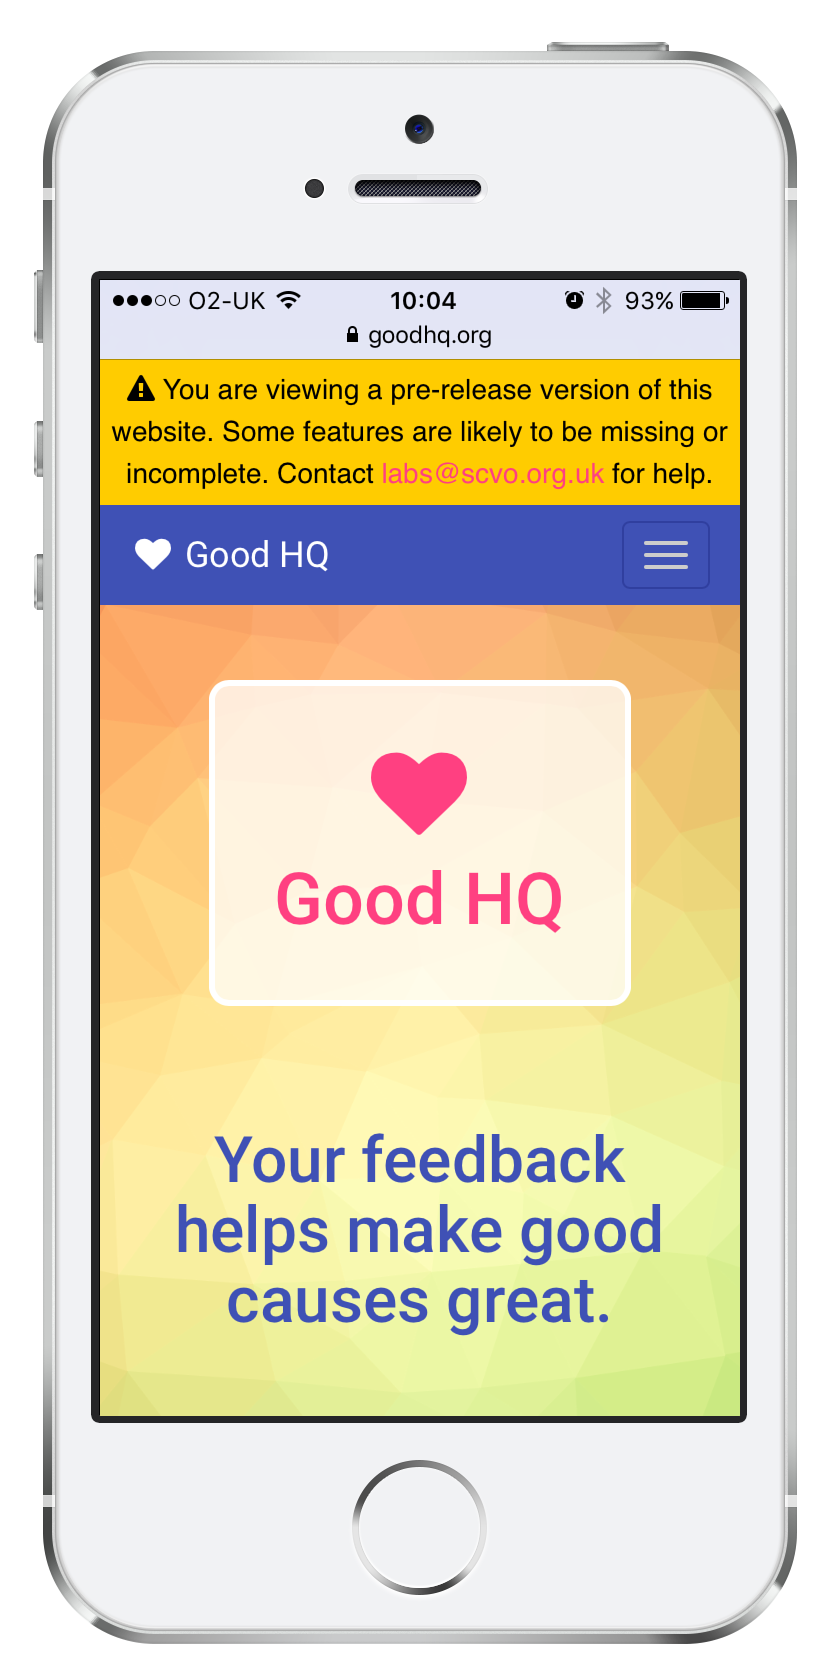 O2-UK 10:04 93%
goodhq.org
You are viewing a pre-release version of this
website. Some features are likely to be missing or
incomplete. Contact labs@scvo.org.uk for help.
Good HQ
Good HQ
Your feedback
helps make good
causes great.